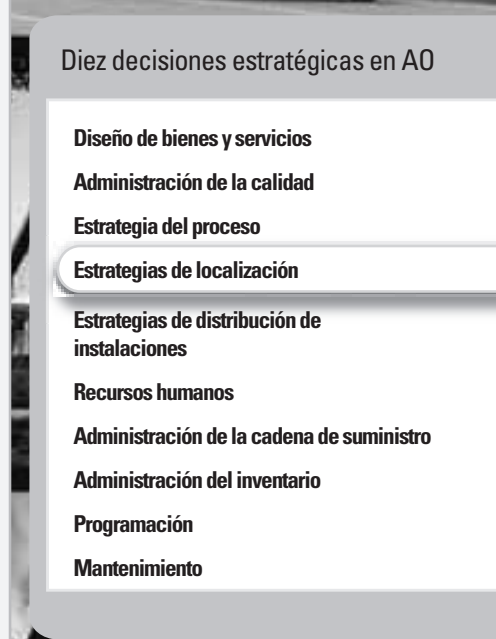 Diez decisiones estratégicas en AO
Diseño de bienes y servicios
Administración de la calidad
Estrategia del proceso
Estrategias de localización
Estrategias de distribución de
instalaciones
Recursos humanos
Administración de la cadena de suministro
Administración del inventario
Programación
Mantenimiento